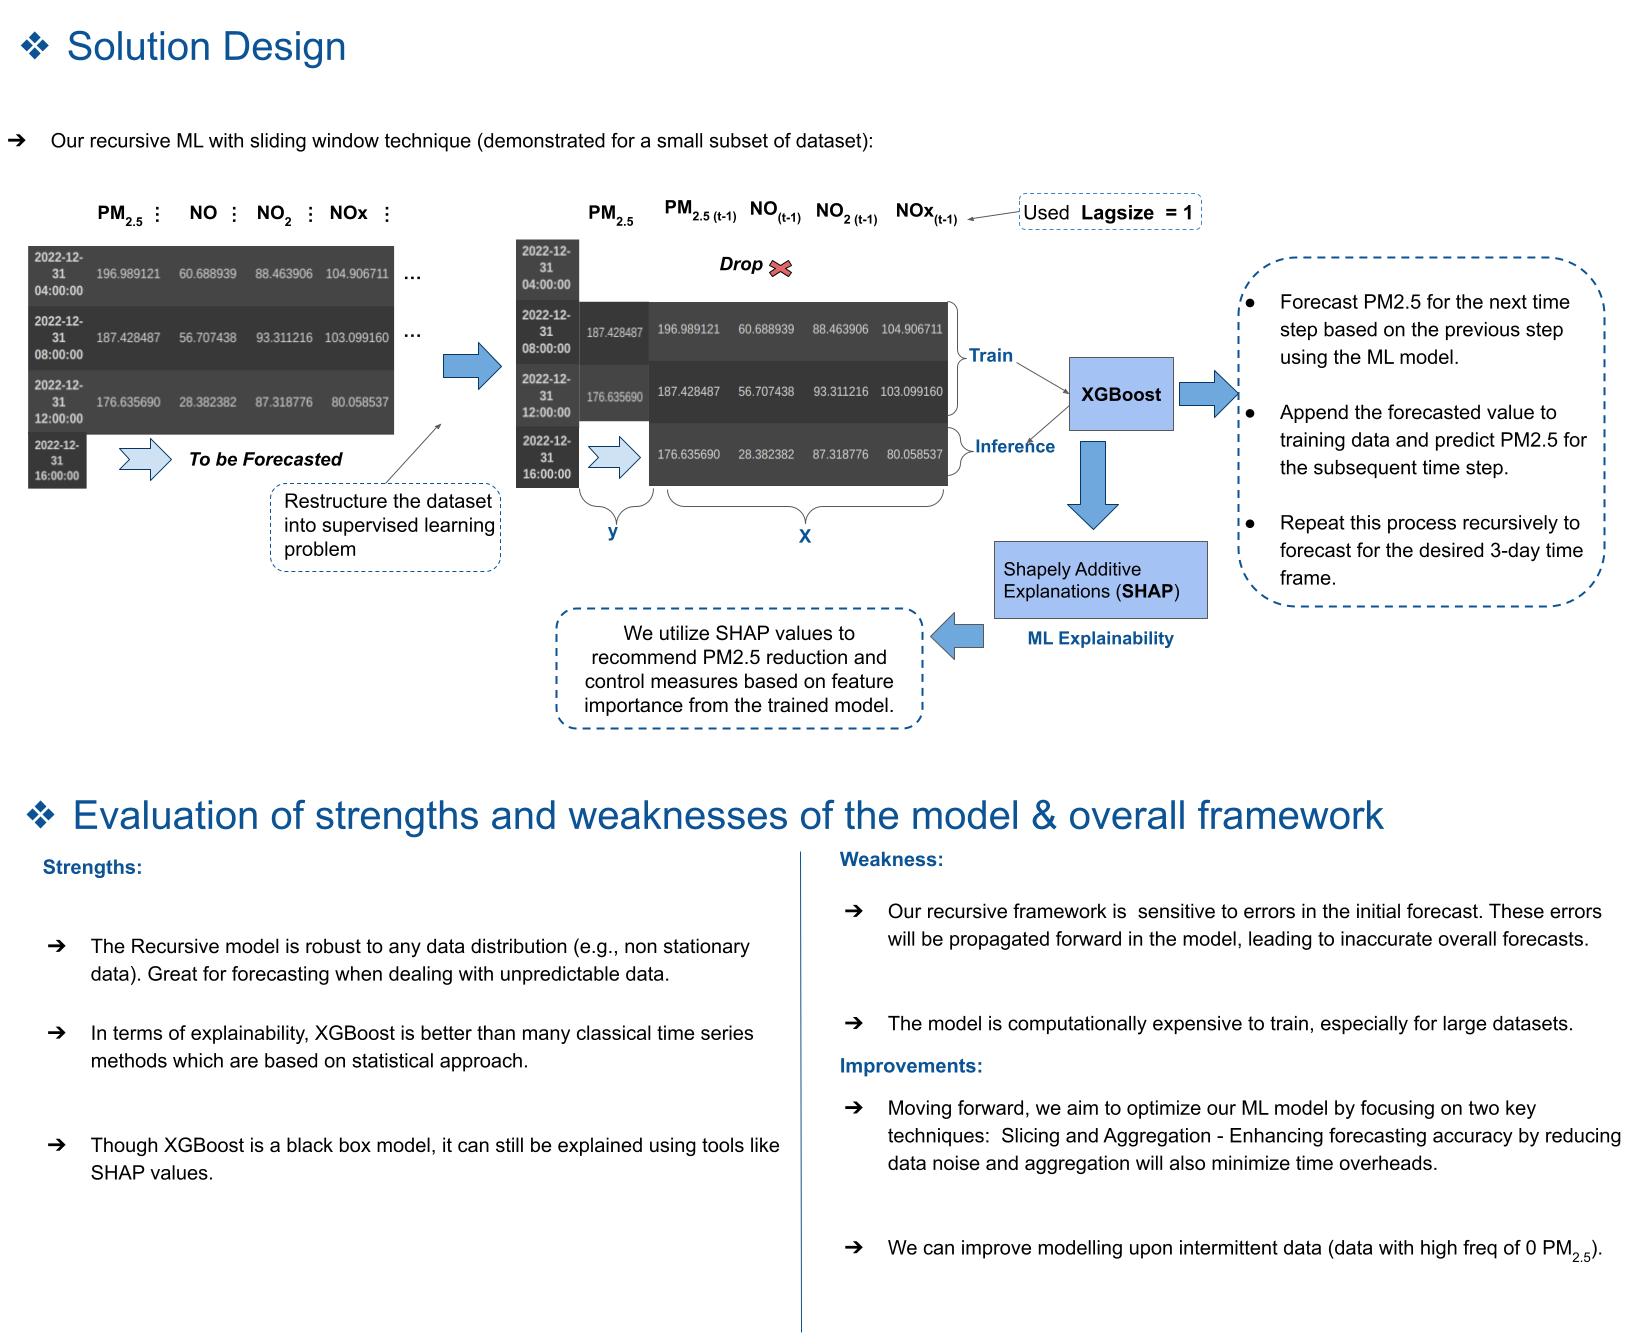 ❖ Solution Design
➔ Our recursive ML with sliding window technique (demonstrated for a small subset of dataset):
PM2.5 ⋮ NO ⋮ NO2 ⋮ NOx ⋮
2022-12-
31
04:00:00
196.989121 60.688939 88.463906 104.906711 ...
2022-12-
31
08:00:00
187.428487 56.707438 93.311216 103.099160 ...
2022-12-
31
12:00:00
176.635690 28.382382 87.318776 80.058537
2022-12-
31
16:00:00
To be Forecasted
Restructure the dataset
into supervised learning
problem
PM2.5 PM2.5 (t-1) NO(t-1) NO2 (t-1) NOx(t-1)
Used Lagsize = 1
2022-12-
31
04:00:00
Drop
2022-12-
31
08:00:00
187.428487 196.989121 60.688939 88.463906 104.906711
2022-12-
31
12:00:00
176.635690 187.428487 56.707438 93.311216 103.099160
2022-12-
31
16:00:00
176.635690 28.382382 87.318776 80.058537
y
X
Train
Inference
XGBoost
● Forecast PM2.5 for the next time
step based on the previous step
using the ML model.
● Append the forecasted value to
training data and predict PM2.5 for
the subsequent time step.
● Repeat this process recursively to
forecast for the desired 3-day time
frame.
Shapely Additive
Explanations (SHAP)
ML Explainability
We utilize SHAP values to
recommend PM2.5 reduction and
control measures based on feature
importance from the trained model.
❖ Evaluation of strengths and weaknesses of the model & overall framework
Strengths:
➔ The Recursive model is robust to any data distribution (e.g., non stationary
data). Great for forecasting when dealing with unpredictable data.
➔ In terms of explainability, XGBoost is better than many classical time series
methods which are based on statistical approach.
➔ Though XGBoost is a black box model, it can still be explained using tools like
SHAP values.
Weakness:
➔ Our recursive framework is  sensitive to errors in the initial forecast. These errors
will be propagated forward in the model, leading to inaccurate overall forecasts.
➔ The model is computationally expensive to train, especially for large datasets.
Improvements:
➔ Moving forward, we aim to optimize our ML model by focusing on two key
techniques:  Slicing and Aggregation - Enhancing forecasting accuracy by reducing
data noise and aggregation will also minimize time overheads.
➔ We can improve modelling upon intermittent data (data with high freq of 0 PM2.5).